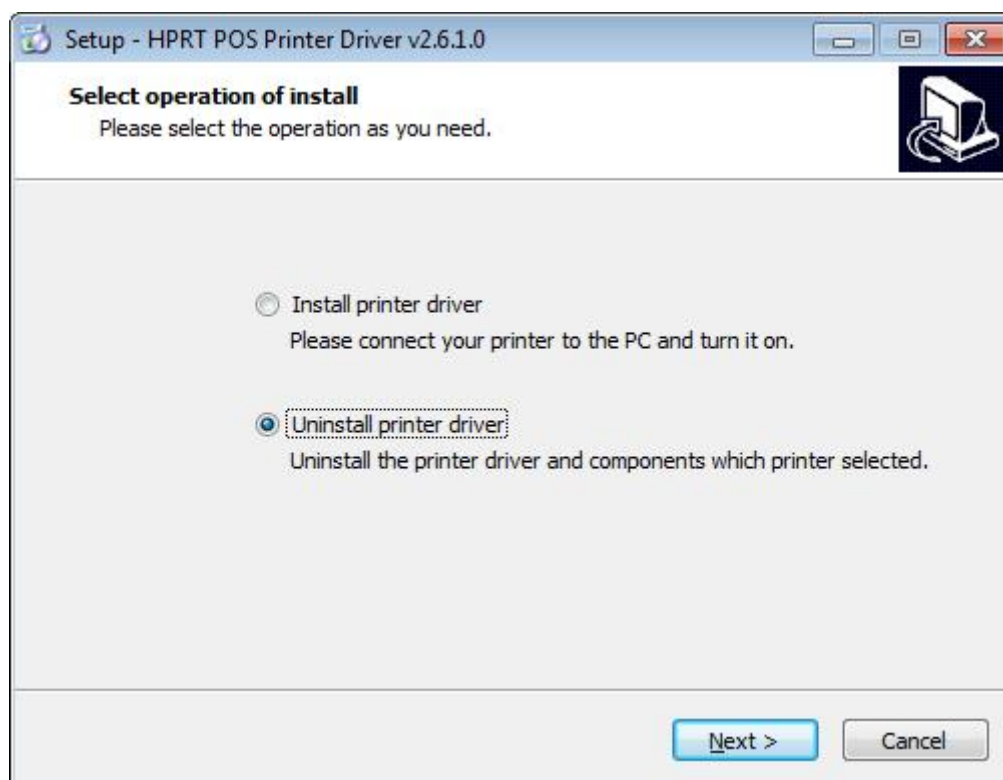 Setup - HPRT POS Printer Driver v2.6.1.0
Select operation of install
Please select the operation as you need.
Install printer driver
Please connect your printer to the PC and turn it on.
Uninstall printer driver
Uninstall the printer driver and components which printer selected.
Next >
Cancel